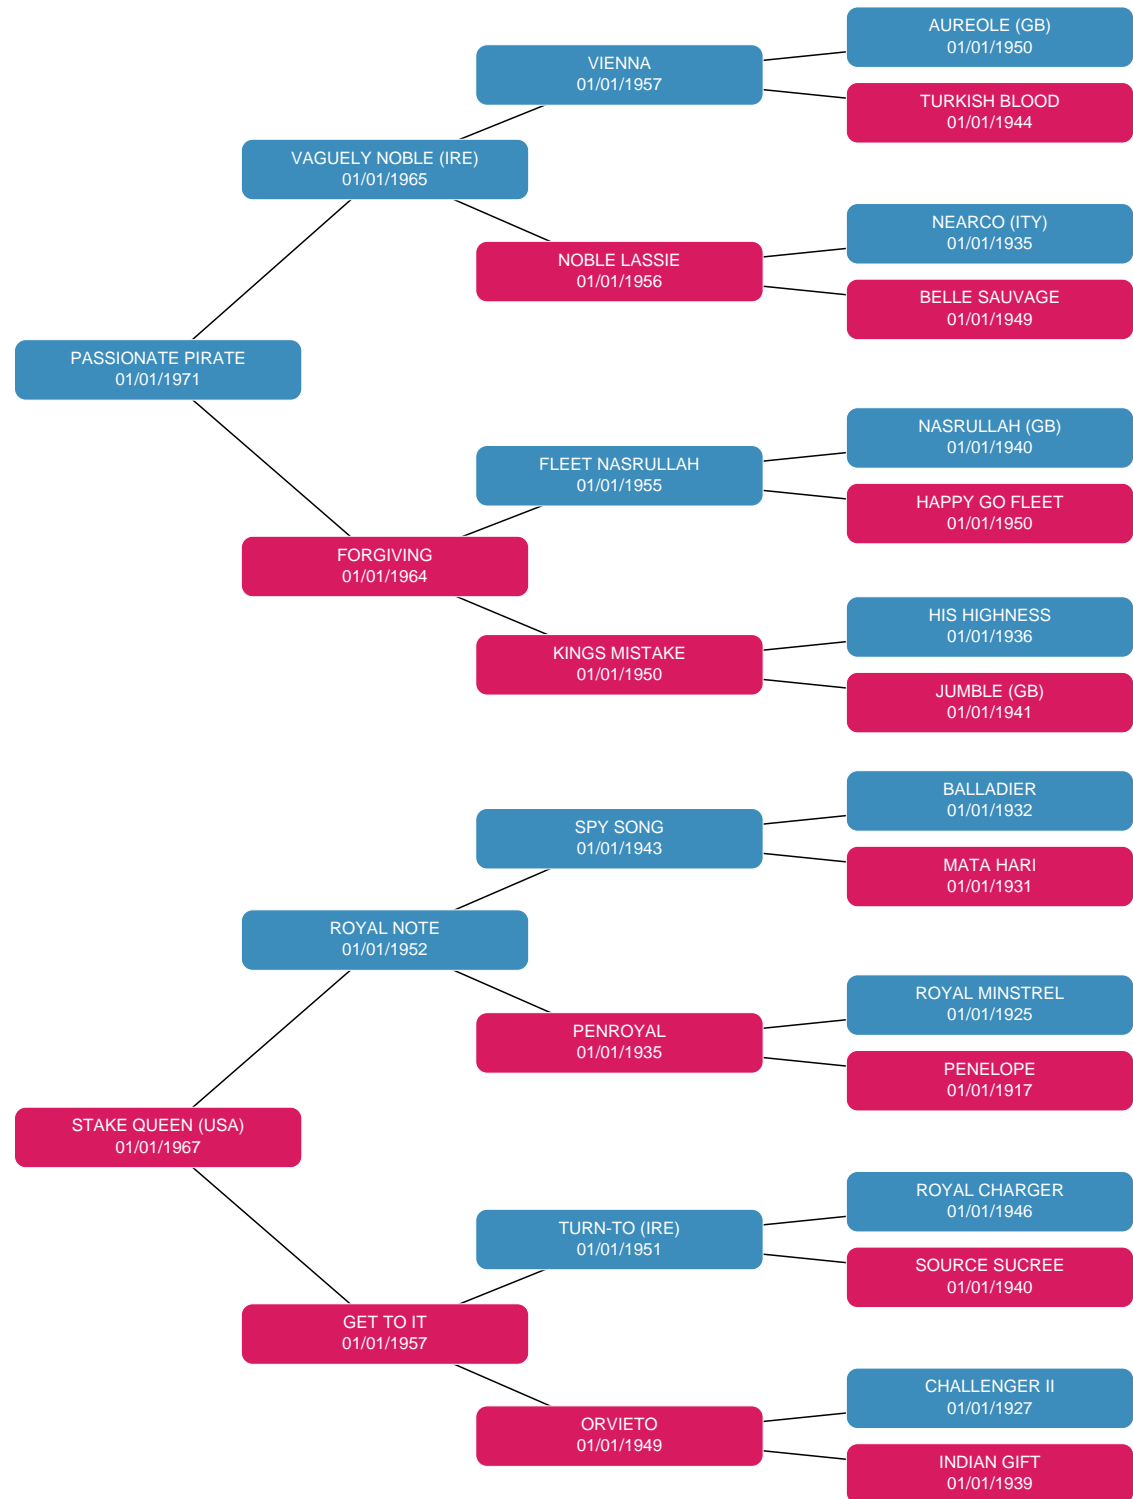 AUREOLE (GB)
01/01/1950
VIENNA
01/01/1957
TURKISH BLOOD
01/01/1944
VAGUELY NOBLE (IRE)
01/01/1965
NEARCO (ITY)
01/01/1935
NOBLE LASSIE
01/01/1956
BELLE SAUVAGE
01/01/1949
PASSIONATE PIRATE
01/01/1971
NASRULLAH (GB)
01/01/1940
FLEET NASRULLAH
01/01/1955
HAPPY GO FLEET
01/01/1950
FORGIVING
01/01/1964
HIS HIGHNESS
01/01/1936
KINGS MISTAKE
01/01/1950
JUMBLE (GB)
01/01/1941
BALLADIER
01/01/1932
SPY SONG
01/01/1943
MATA HARI
01/01/1931
ROYAL NOTE
01/01/1952
ROYAL MINSTREL
01/01/1925
PENROYAL
01/01/1935
PENELOPE
01/01/1917
STAKE QUEEN (USA)
01/01/1967
ROYAL CHARGER
01/01/1946
TURN-TO (IRE)
01/01/1951
SOURCE SUCREE
01/01/1940
GET TO IT
01/01/1957
CHALLENGER II
01/01/1927
ORVIETO
01/01/1949
INDIAN GIFT
01/01/1939